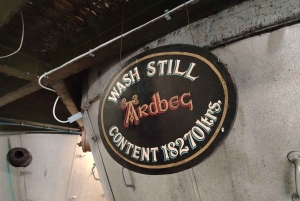 WASH STILL
Ardbeg
CONTENT 18270 ltrs.